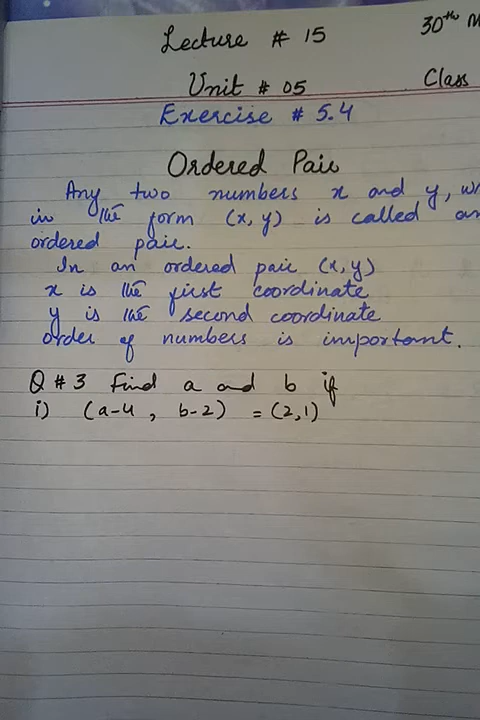 Lecture # 15
30th M
Unit # 05
Class
Exercise # 5.4
Ordered Pair
Any two numbers x and y, w
in the form (x, y) is called an
ordered pair.
In an ordered pair (x, y)
x is the first coordinate
y is the second coordinate
order of numbers is important.
Q # 3 Find a and b if
i) (a-4 , b-2) = (2,1)